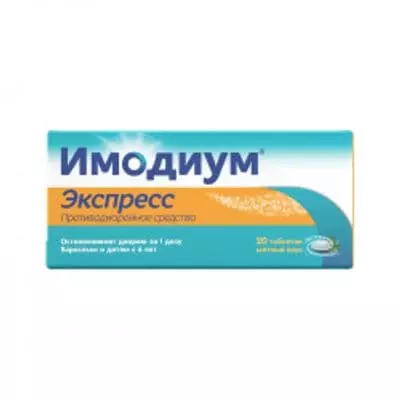 Имодиум®
Экспресс
Противодиарейное средство
Останавливает диарею за 1 дозу
Взрослым и детям с 6 лет
20 таблеток
мятный вкус